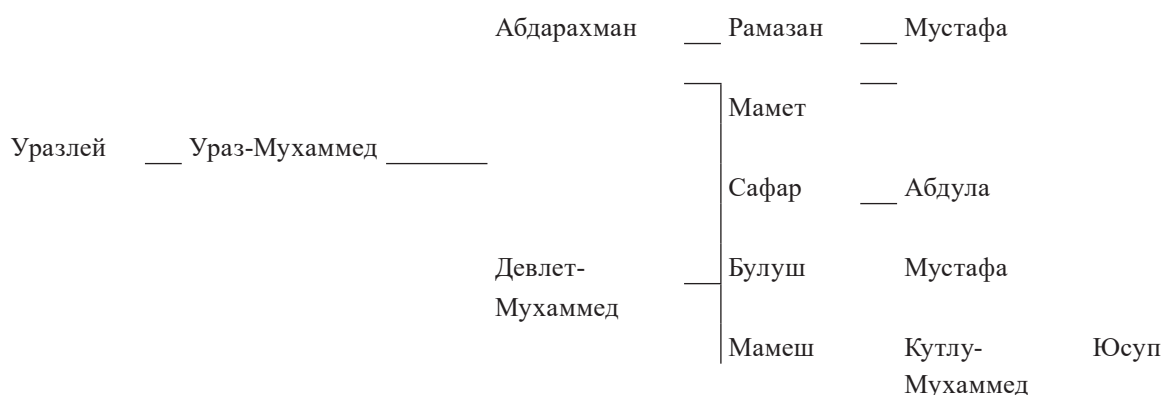 Абдарахман Рамазан Мустафа
Мамет
Уразлей Ураз-Мухаммед
Сафар Абдула
Девлет- Булуш Мустафа
Мухаммед
Мамеш Кутлу- Юсуп
Мухаммед